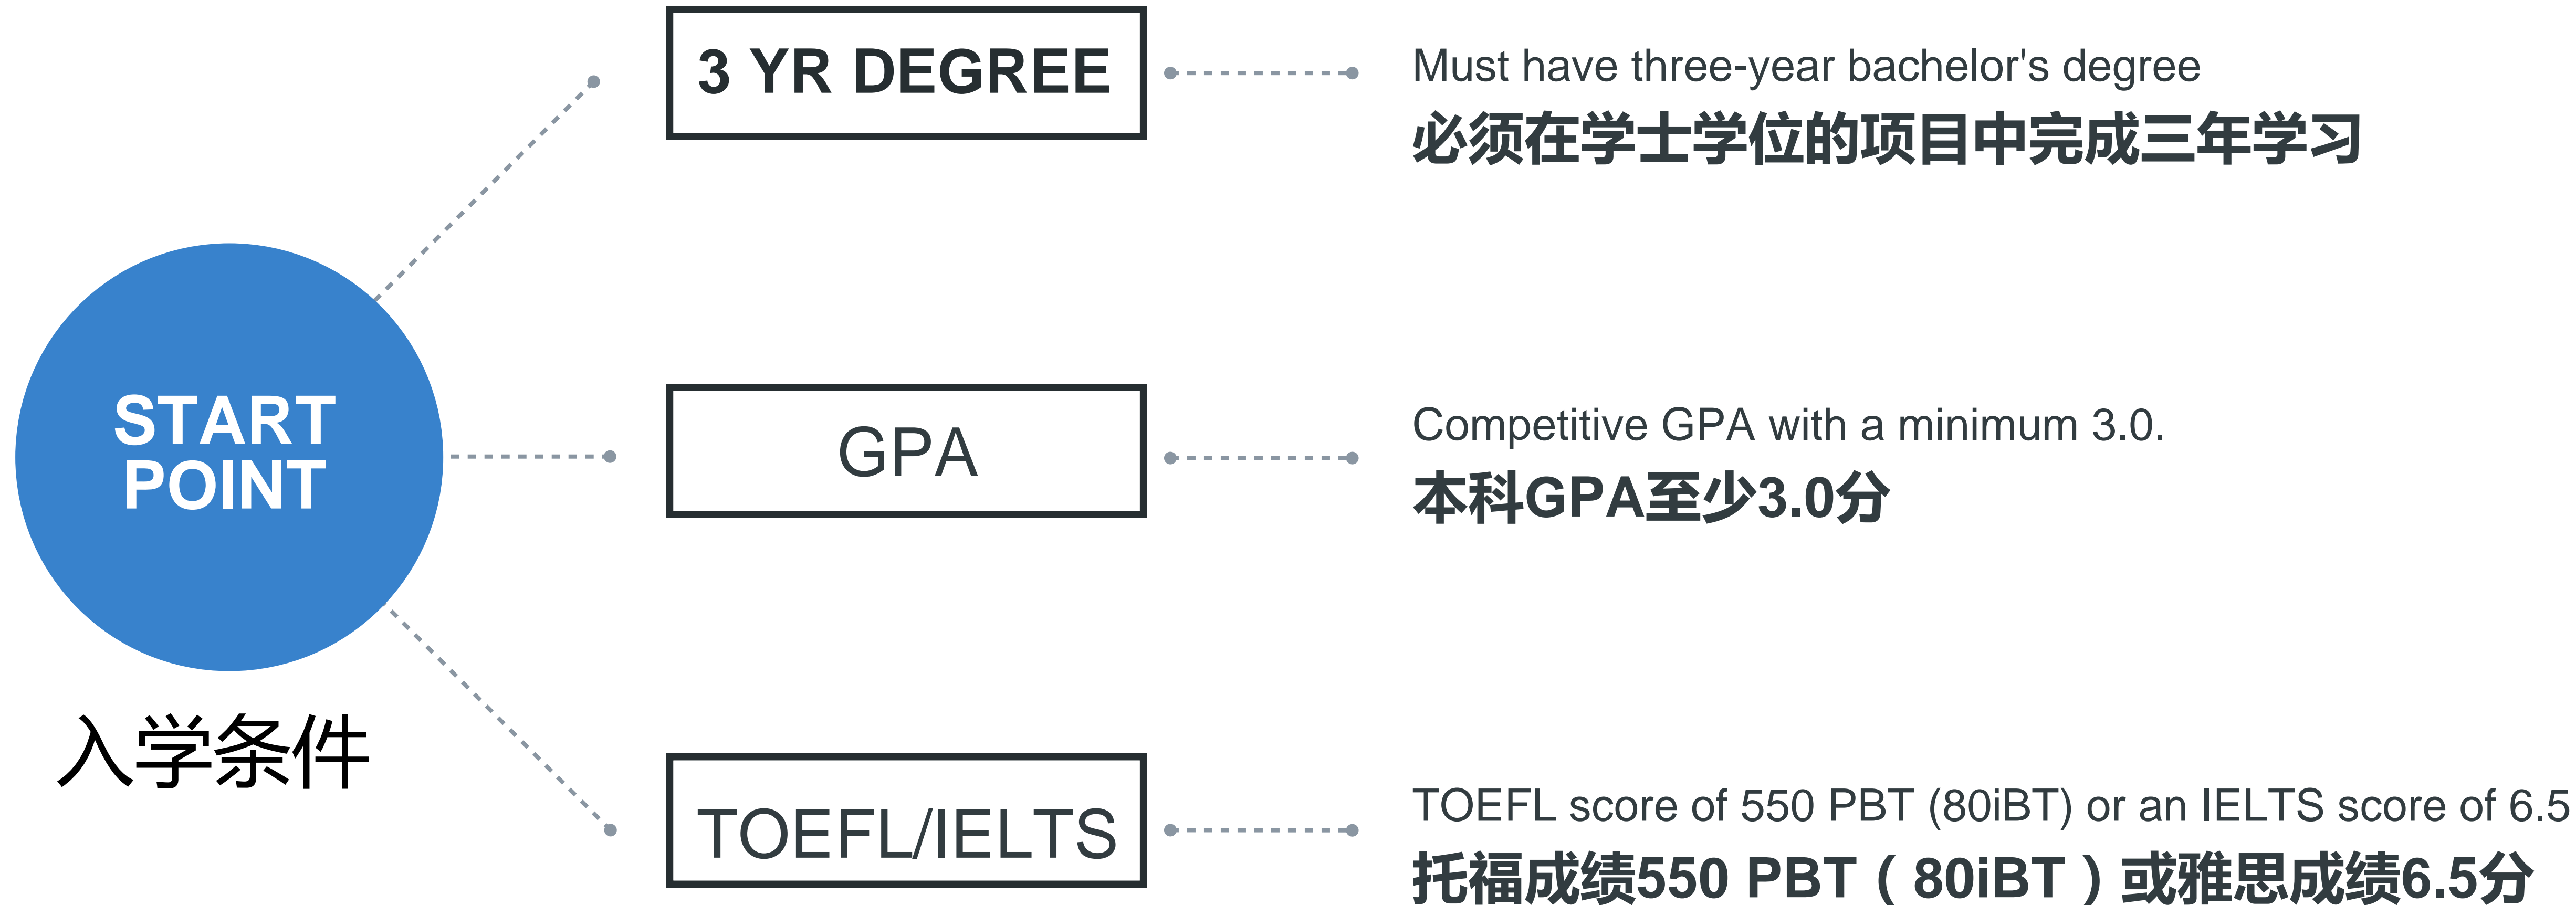 START
POINT
入学条件
3 YR DEGREE
Must have three-year bachelor's degree
必须在学士学位的项目中完成三年学习
GPA
Competitive GPA with a minimum 3.0.
本科GPA至少3.0分
TOEFL/IELTS
TOEFL score of 550 PBT (80iBT) or an IELTS score of 6.5
托福成绩550 PBT（80iBT）或雅思成绩6.5分